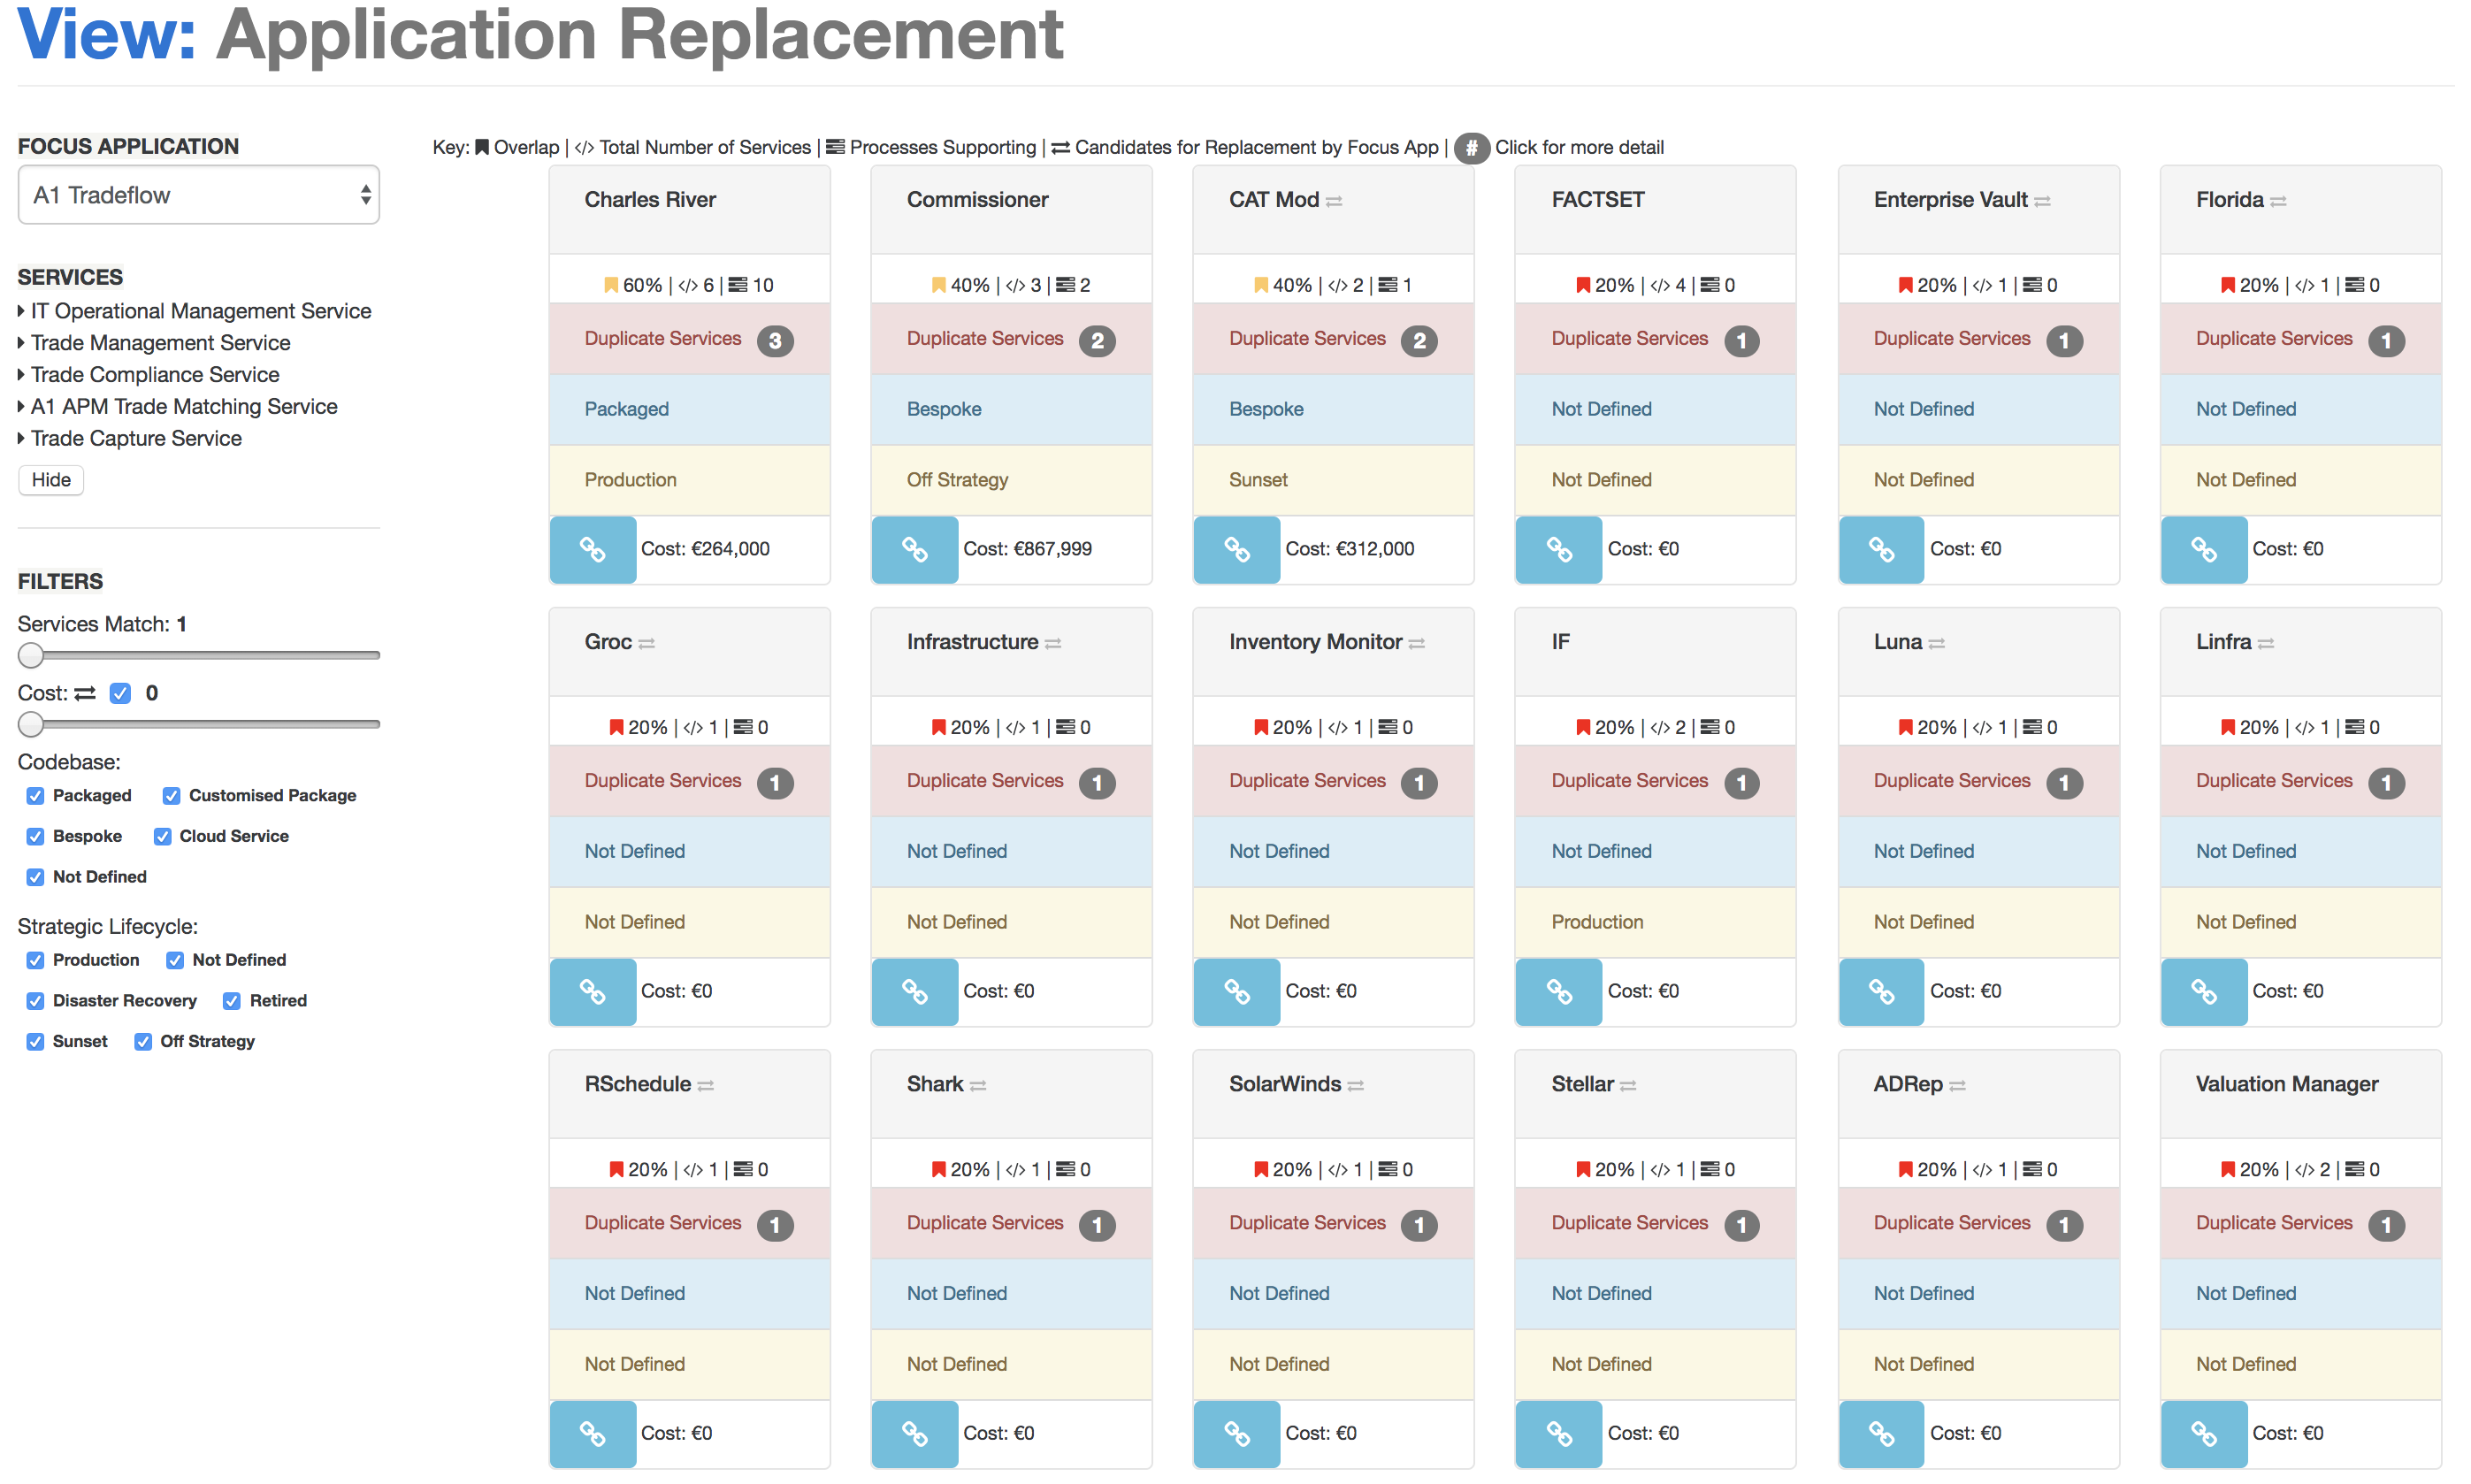 View: Application Replacement
FOCUS APPLICATION
A1 Tradeflow
SERVICES
IT Operational Management Service
Trade Management Service
Trade Compliance Service
A1 APM Trade Matching Service
Trade Capture Service
Hide
FILTERS
Services Match: 1
Cost: 0
Codebase:
Packaged Customised Package
Bespoke Cloud Service
Not Defined
Strategic Lifecycle:
Production Not Defined
Disaster Recovery Retired
Sunset Off Strategy
Key: Overlap | </> Total Number of Services | Processes Supporting | Candidates for Replacement by Focus App | # Click for more detail
Charles River
60% | </> 6 | 10
Duplicate Services 3
Packaged
Production
Cost: €264,000
Commissioner
40% | </> 3 | 2
Duplicate Services 2
Bespoke
Off Strategy
Cost: €867,999
CAT Mod
40% | </> 2 | 1
Duplicate Services 2
Bespoke
Sunset
Cost: €312,000
FACTSET
20% | </> 4 | 0
Duplicate Services 1
Not Defined
Not Defined
Cost: €0
Enterprise Vault
20% | </> 1 | 0
Duplicate Services 1
Not Defined
Not Defined
Cost: €0
Florida
20% | </> 1 | 0
Duplicate Services 1
Not Defined
Not Defined
Cost: €0
Groc
20% | </> 1 | 0
Duplicate Services 1
Not Defined
Not Defined
Cost: €0
Infrastructure
20% | </> 1 | 0
Duplicate Services 1
Not Defined
Not Defined
Cost: €0
Inventory Monitor
20% | </> 1 | 0
Duplicate Services 1
Not Defined
Not Defined
Cost: €0
IF
20% | </> 2 | 0
Duplicate Services 1
Not Defined
Production
Cost: €0
Luna
20% | </> 1 | 0
Duplicate Services 1
Not Defined
Not Defined
Cost: €0
Linfra
20% | </> 1 | 0
Duplicate Services 1
Not Defined
Not Defined
Cost: €0
RSchedule
20% | </> 1 | 0
Duplicate Services 1
Not Defined
Not Defined
Cost: €0
Shark
20% | </> 1 | 0
Duplicate Services 1
Not Defined
Not Defined
Cost: €0
SolarWinds
20% | </> 1 | 0
Duplicate Services 1
Not Defined
Not Defined
Cost: €0
Stellar
20% | </> 1 | 0
Duplicate Services 1
Not Defined
Not Defined
Cost: €0
ADRep
20% | </> 1 | 0
Duplicate Services 1
Not Defined
Not Defined
Cost: €0
Valuation Manager
20% | </> 2 | 0
Duplicate Services 1
Not Defined
Not Defined
Cost: €0